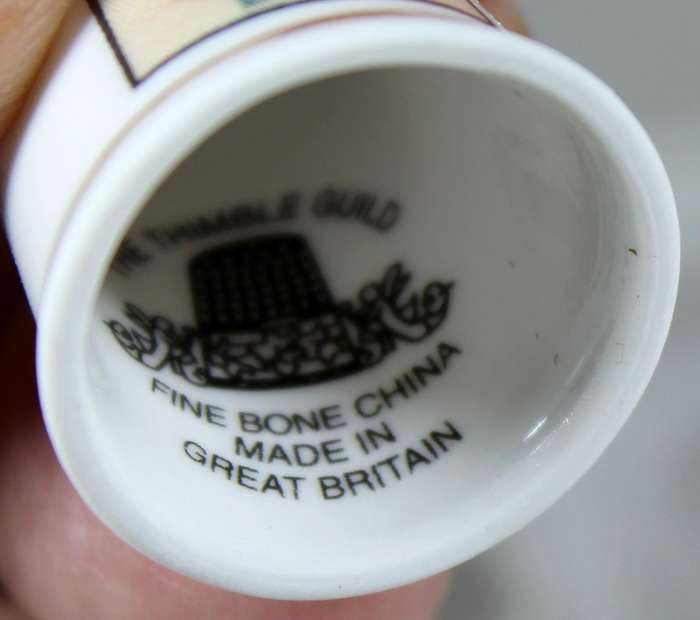 THE THIMBLE GUILD
FINE BONE CHINA
MADE IN
GREAT BRITAIN